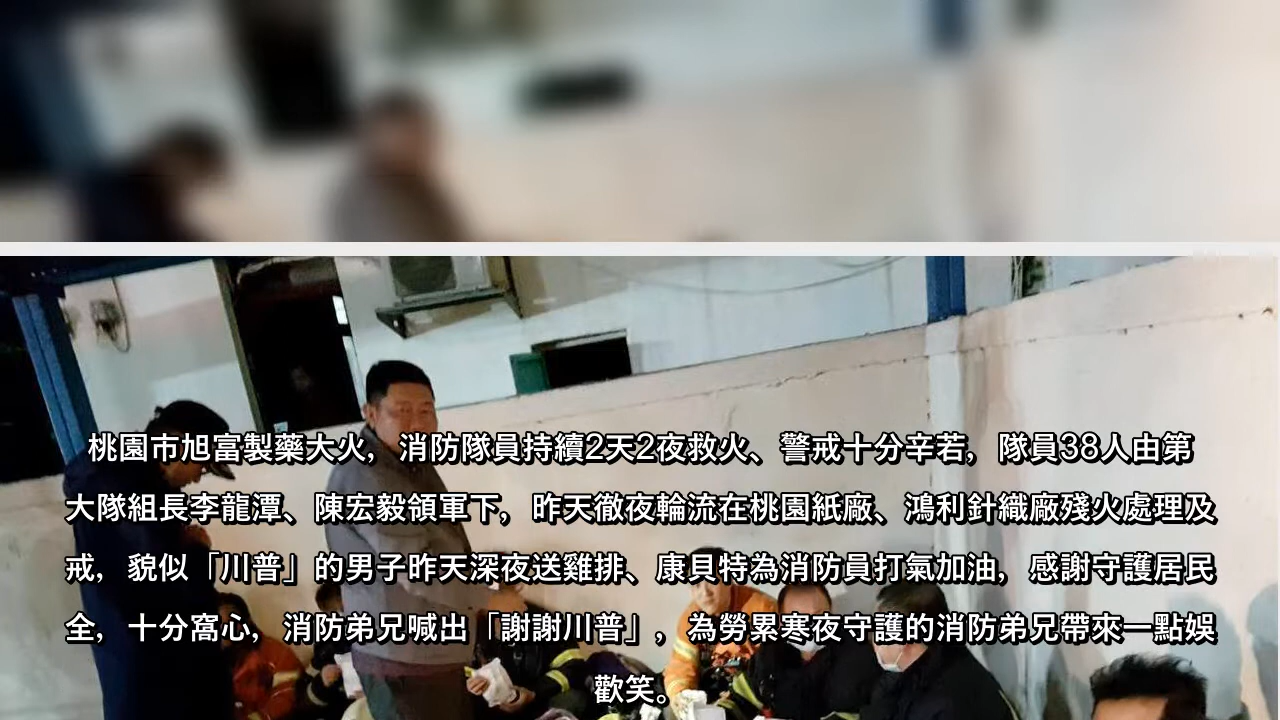 桃園市旭富製藥大火，消防隊員持續2天2夜救火、警戒十分辛若，隊員38人由第
大隊組長李龍潭、陳宏毅領軍下，昨天徹夜輪流在桃園紙廠、鴻利針織廠殘火處理及
戒，貌似「川普」的男子昨天深夜送雞排、康貝特為消防員打氣加油，感謝守護居民
全，十分窩心，消防弟兄喊出「謝謝川普」，為勞累寒夜守護的消防弟兄帶來一點娛
歡笑。